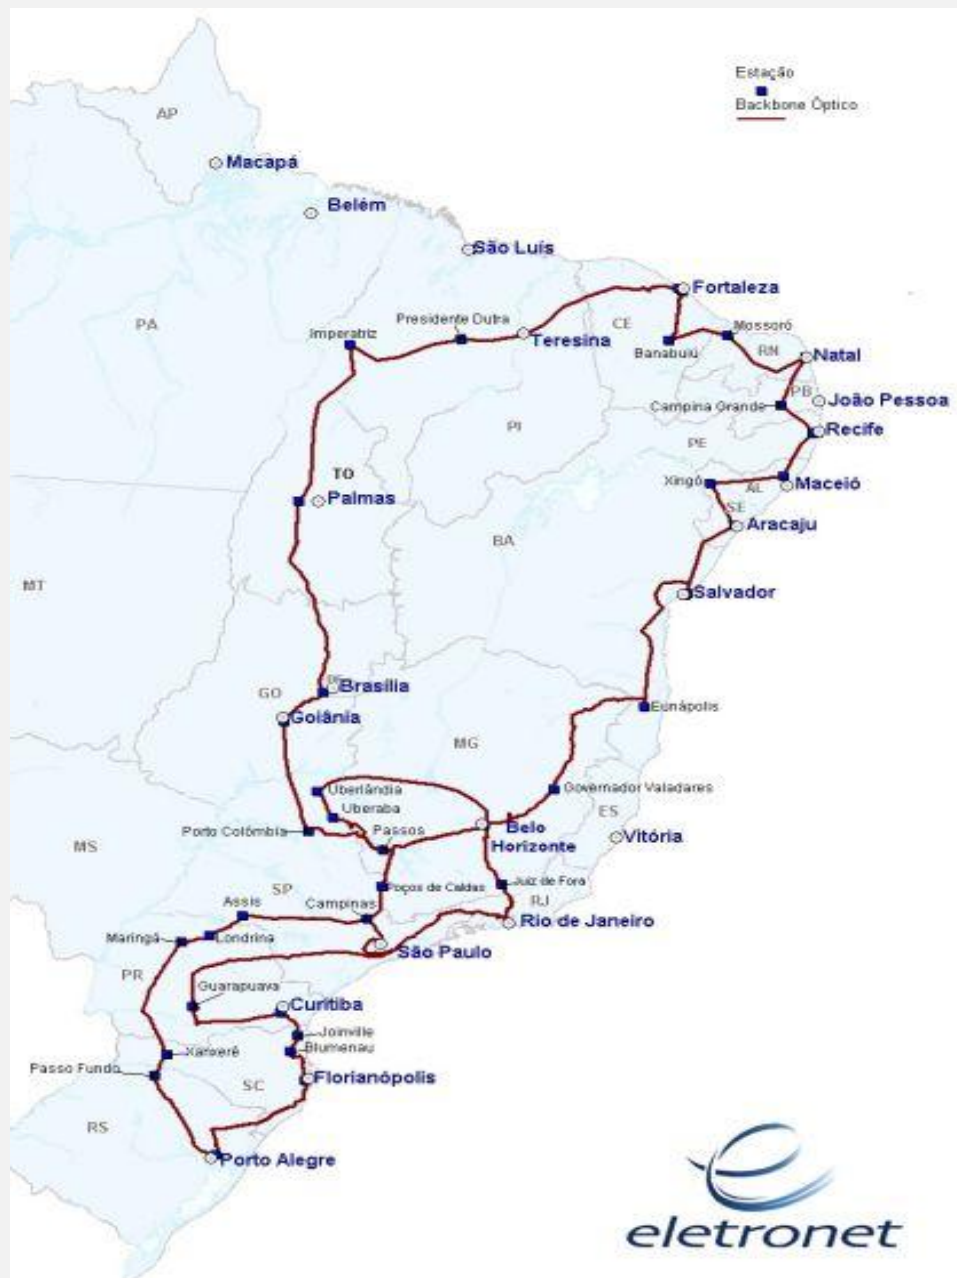 Estação
Backbone Óptico
AP
Macapá
Belém
São Luís
Fortaleza
PA
Presidente Dutra
Imperatriz
Teresina
CE
Mossoró
Banabuiú
RN
Natal
PB
João Pessoa
Campina Grande
PI
Recife
PE
TO
Palmas
Xingó
AL
Maceió
SE
Aracaju
BA
MT
Salvador
DF
Brasília
GO
Goiânia
Eunápolis
MG
Uberlândia
Governador Valadares
Uberaba
ES
Porto Colômbia
Passos
Belo
Horizonte
Vitória
MS
SP
Poços de Caldas
Juiz de Fora
Assis
Campinas
RJ
Rio de Janeiro
Maringá
Londrina
São Paulo
PR
Guarapuava
Curitiba
Joinville
Xanxerê
Blumenau
Passo Fundo
SC
Florianópolis
RS
Porto Alegre
eletronet